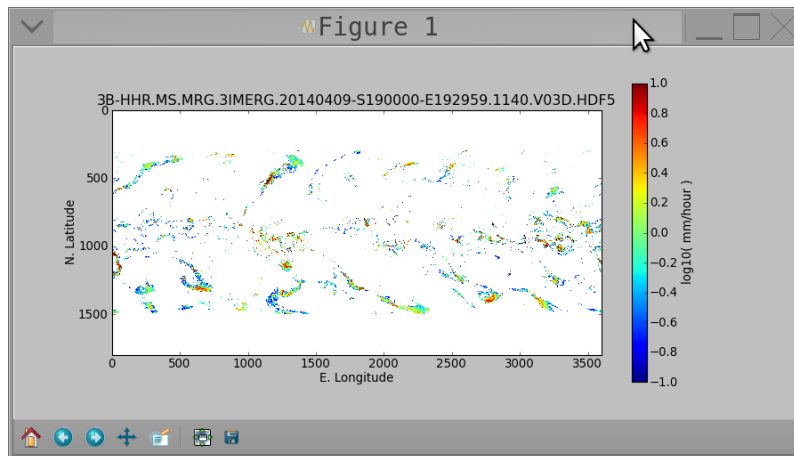 Figure 1
3B-HHR.MS.MRG.3IMERG.20140409-S190000-E192959.1140.V03D.HDF5
0
500
1000
1500
N. Latitude
0 500 1000 1500 2000 2500 3000 3500
E. Longitude
1.0
0.8
0.6
0.4
0.2
0.0
−0.2
−0.4
−0.6
−0.8
−1.0
log10( mm/hour )